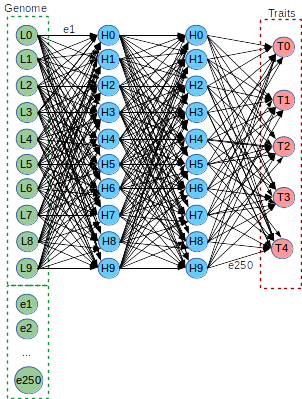 Genome
Traits
e1
L0
L1
L2
L3
L4
L5
L6
L7
L8
L9
H0
H1
H2
H3
H4
H5
H6
H7
H8
H9
H0
H1
H2
H3
H4
H5
H6
H7
H8
H9
T0
T1
T2
T3
T4
e250
e1
e2
...
e250